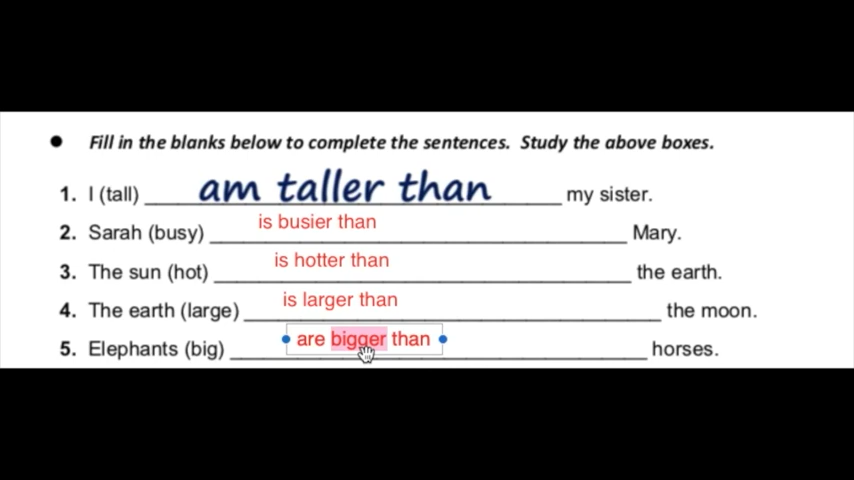 ● Fill in the blanks below to complete the sentences. Study the above boxes.
1. I (tall) am taller than my sister.
2. Sarah (busy) is busier than Mary.
3. The sun (hot) is hotter than the earth.
4. The earth (large) is larger than the moon.
5. Elephants (big) are bigger than horses.